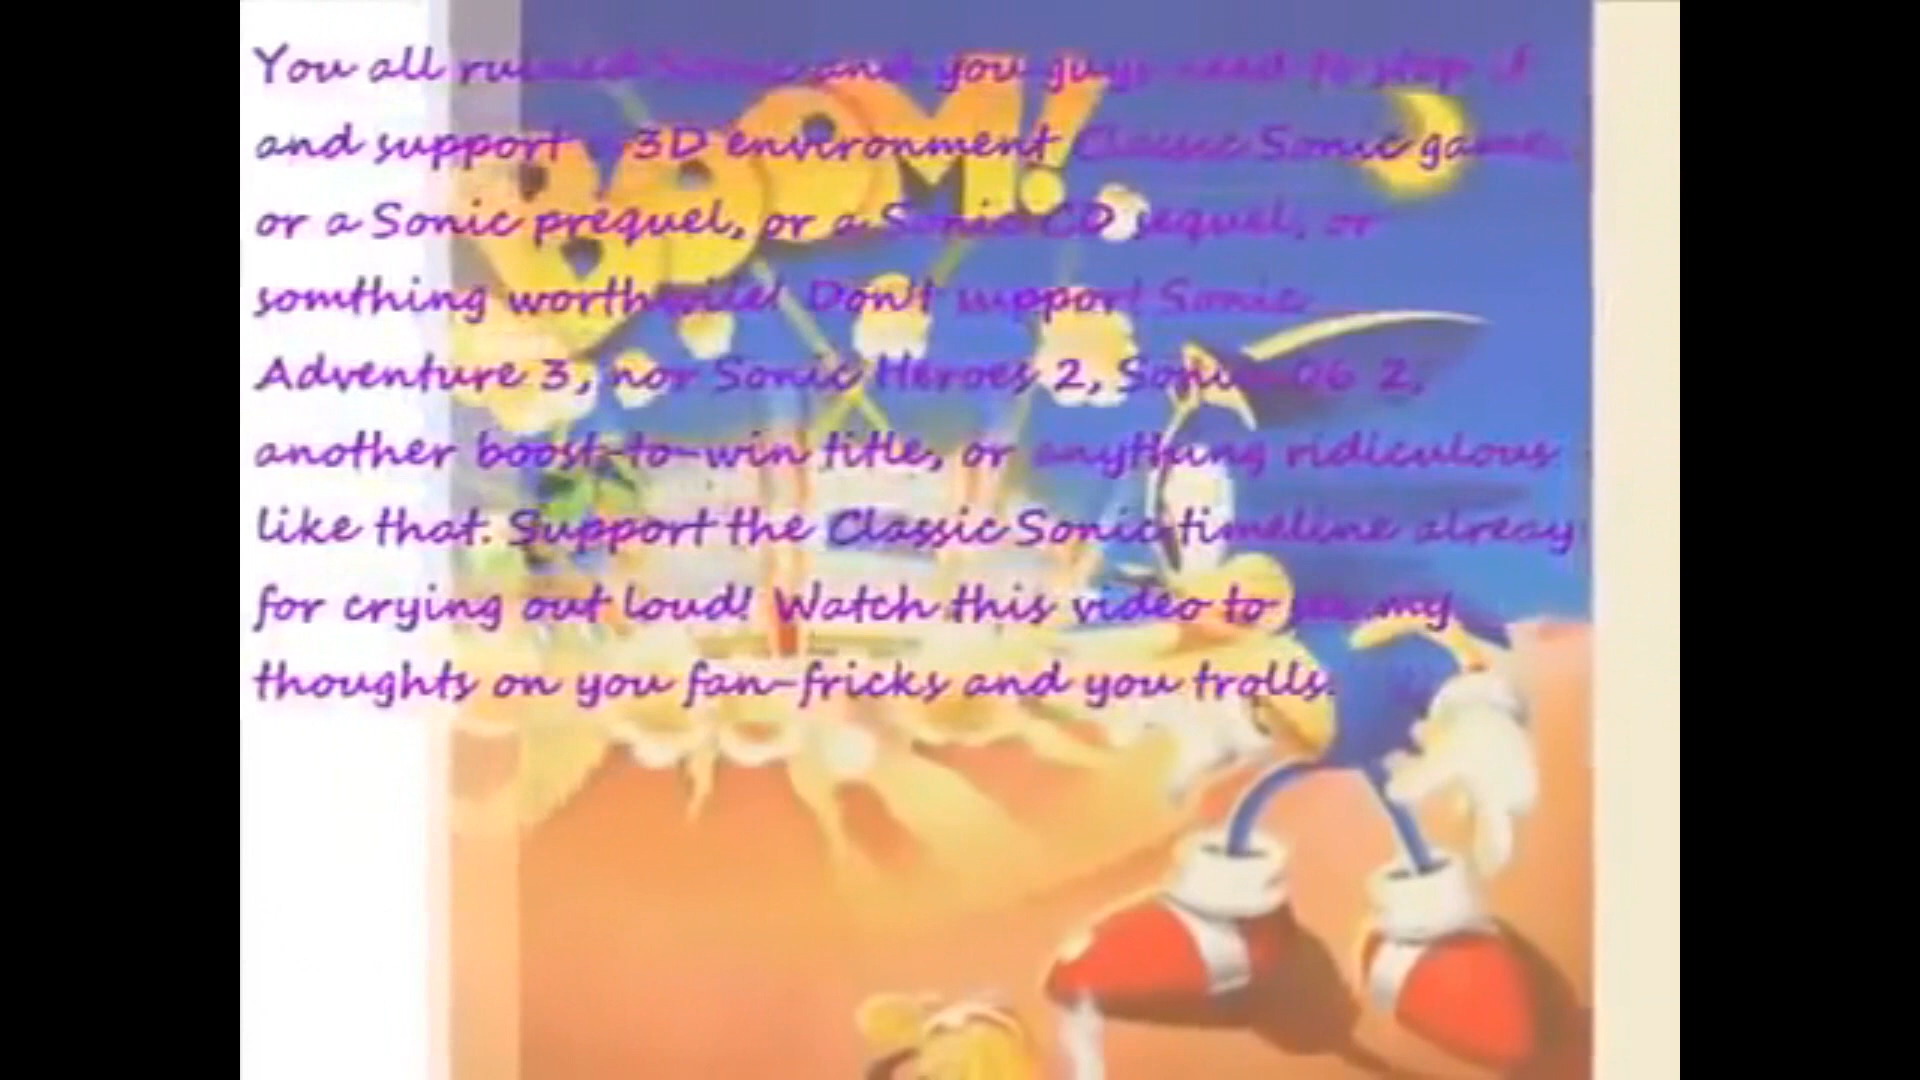 You all ruined Sonic and you guys need to stop it
and support a 3D environment Classic Sonic game,
or a Sonic prequel, or a Sonic CD sequel, or
somthing worthwile! Don't support Sonic
Adventure 3, nor Sonic Heroes 2, Sonic 06 2,
another boost-to-win title, or anything ridiculous
like that. Support the Classic Sonic timeline alreay
for crying out loud! Watch this video to my
thoughts on you fan-fricks and you trolls.
BOOM!